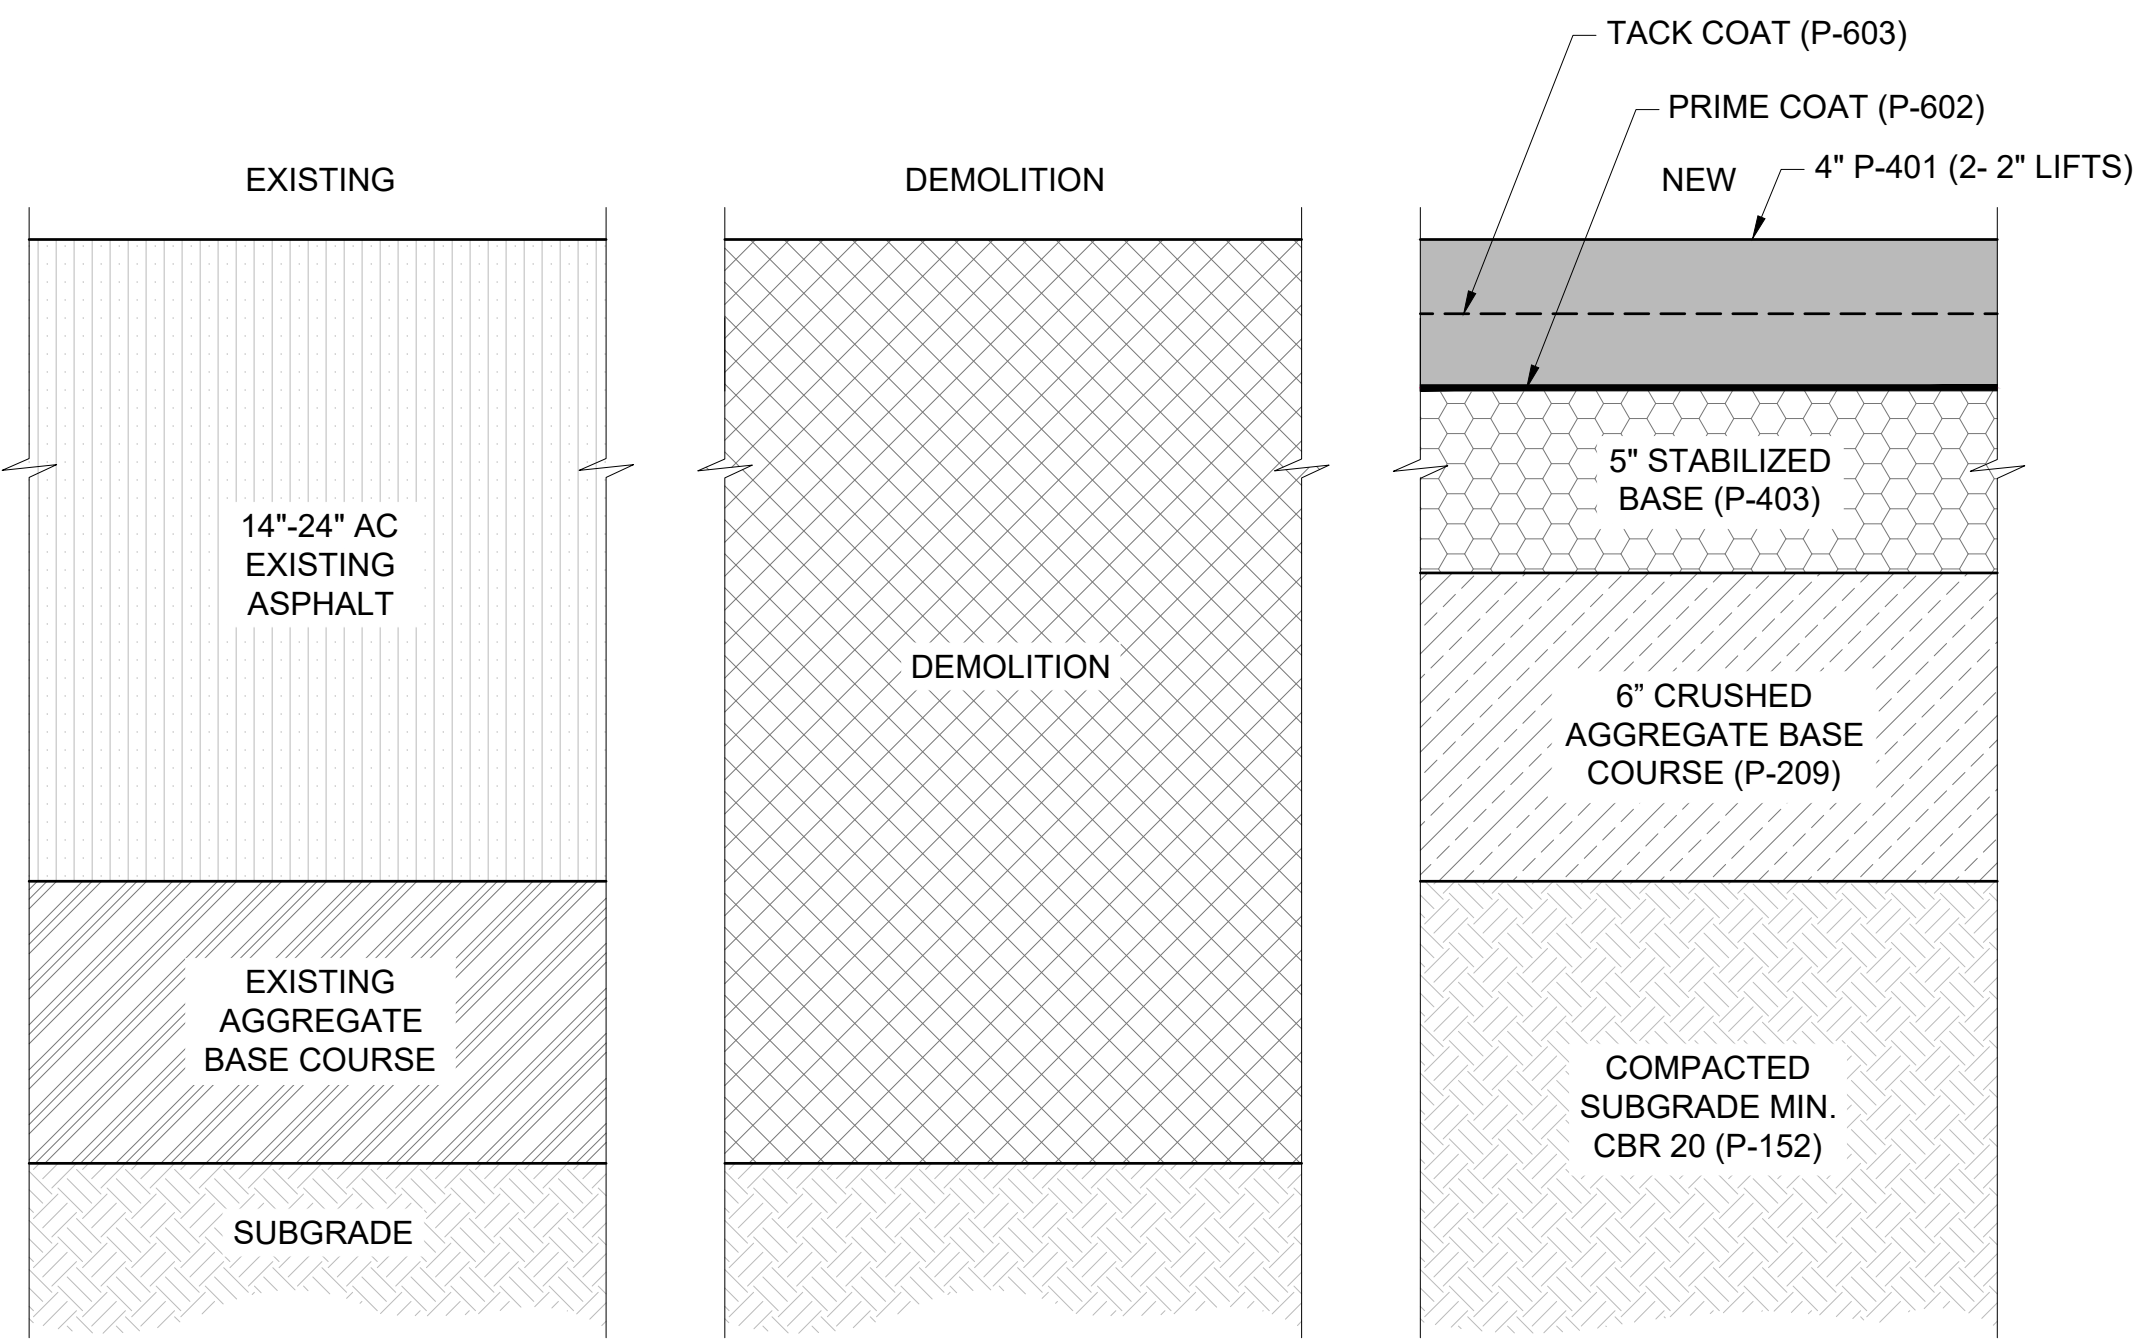 TACK COAT (P-603)
PRIME COAT (P-602)
4" P-401 (2- 2" LIFTS)
EXISTING
DEMOLITION
NEW
14"-24" AC
EXISTING
ASPHALT
EXISTING
AGGREGATE
BASE COURSE
SUBGRADE
DEMOLITION
5" STABILIZED
BASE (P-403)
6” CRUSHED
AGGREGATE BASE
COURSE (P-209)
COMPACTED
SUBGRADE MIN.
CBR 20 (P-152)